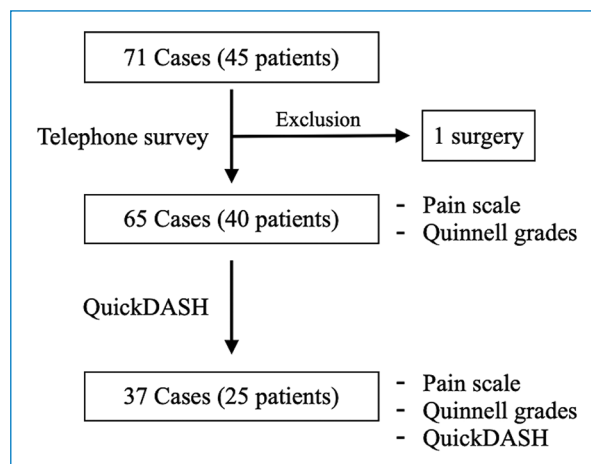 71 Cases (45 patients)
Exclusion
Telephone survey
1 surgery
65 Cases (40 patients)
- Pain scale
- Quinnell grades
QuickDASH
37 Cases (25 patients)
- Pain scale
- Quinnell grades
- QuickDASH